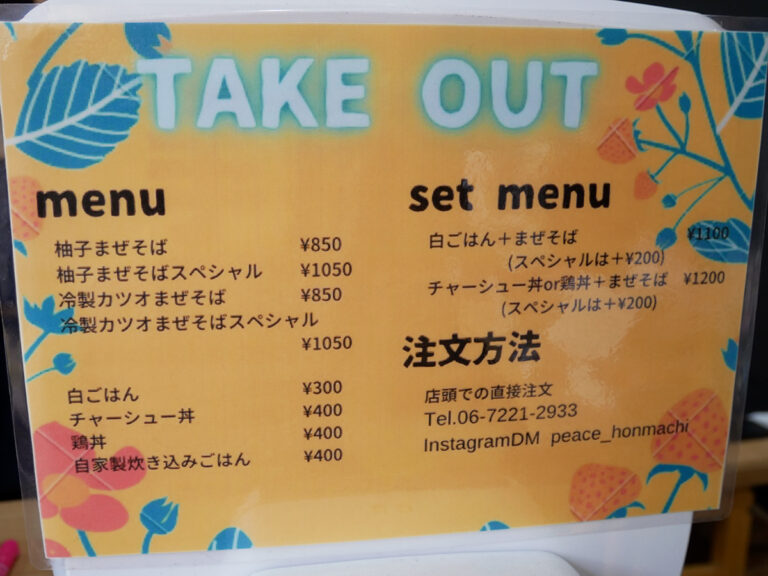 TAKE OUT
menu
柚子まぜそば ¥850
柚子まぜそばスペシャル ¥1050
冷製カツオまぜそば ¥850
冷製カツオまぜそばスペシャル
¥1050
白ごはん ¥300
チャーシュー丼 ¥400
鶏丼 ¥400
自家製炊き込みごはん ¥400
set menu
白ごはん＋まぜそば ¥1100
(スペシャルは＋¥200)
チャーシュー丼or鶏丼＋まぜそば ¥1200
(スペシャルは＋¥200)
注文方法
店頭での直接注文
Tel.06-7221-2933
InstagramDM peace_honmachi